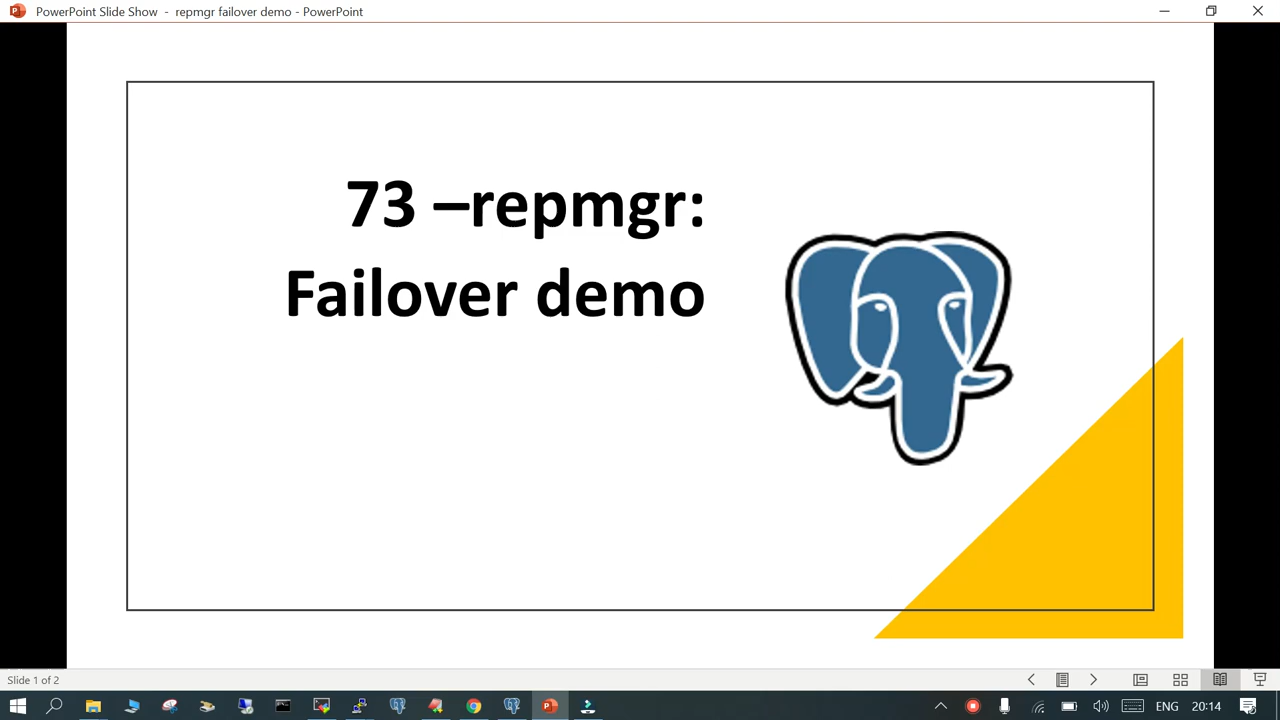 PowerPoint Slide Show - repmgr failover demo - PowerPoint
73 –repmgr:
Failover demo
Slide 1 of 2
ENG
20:14